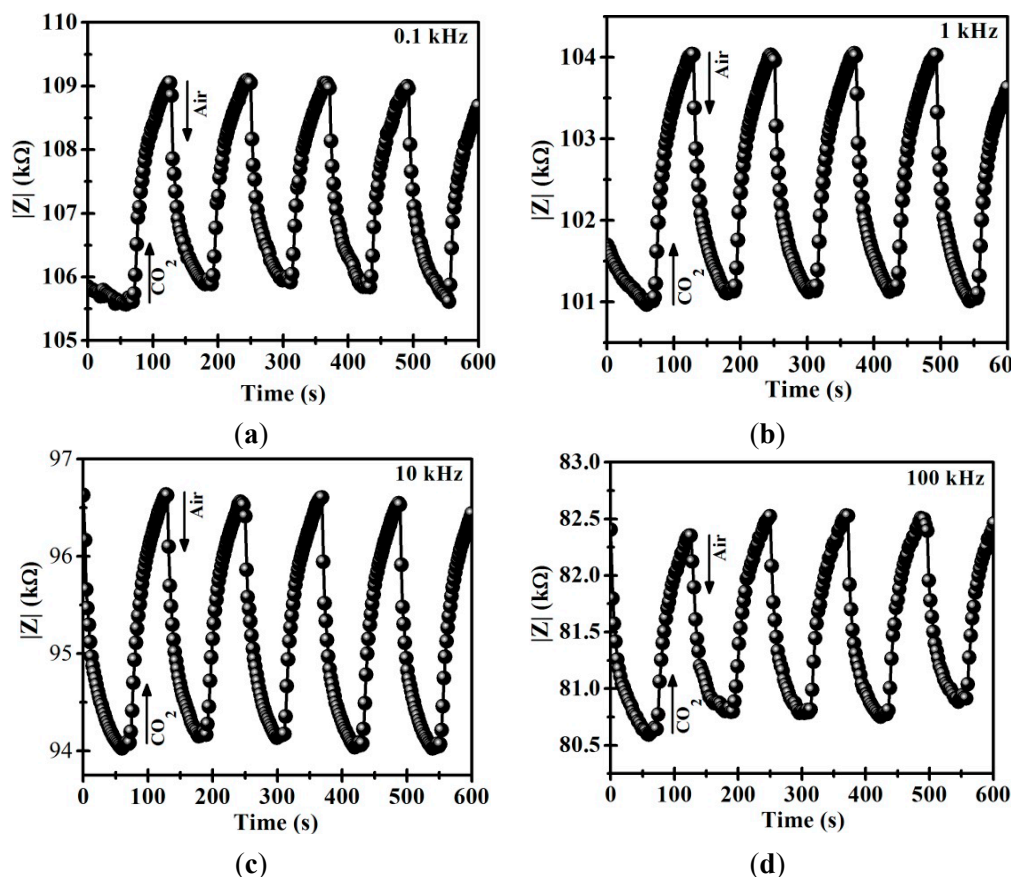 110
109
108
107
106
105
|Z| (kΩ)
0.1 kHz
Air
CO2
0 100 200 300 400 500 600
Time (s)
(a)
104
103
102
101
|Z| (kΩ)
1 kHz
Air
CO2
0 100 200 300 400 500 600
Time (s)
(b)
97
96
95
94
|Z| (kΩ)
10 kHz
Air
CO2
0 100 200 300 400 500 600
Time (s)
(c)
83.0
82.5
82.0
81.5
81.0
80.5
|Z| (kΩ)
100 kHz
Air
CO2
0 100 200 300 400 500 600
Time (s)
(d)